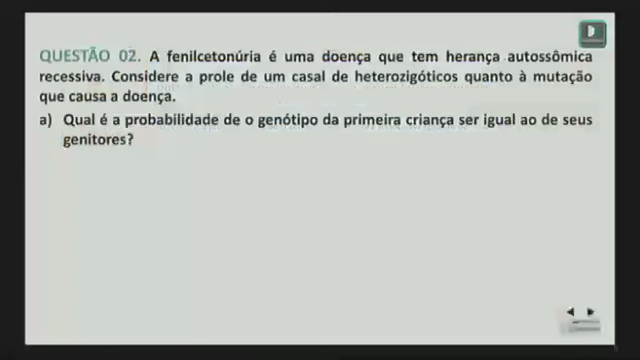 QUESTÃO 02. A fenilcetonúria é uma doença que tem herança autossômica
recessiva. Considere a prole de um casal de heterozigóticos quanto à mutação
que causa a doença.
a) Qual é a probabilidade de o genótipo da primeira criança ser igual ao de seus
genitores?